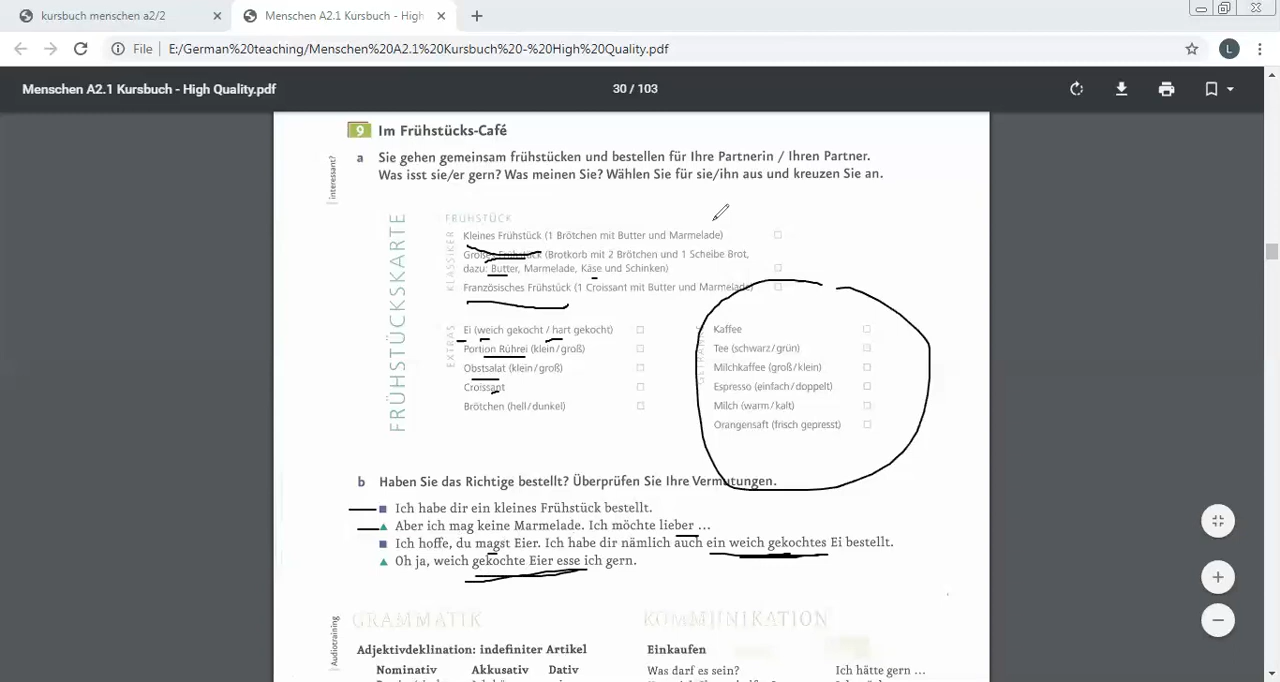 kursbuch menschen a2/2
Menschen A2.1 Kursbuch - High
File
E:/German%20teaching/Menschen%20A2.1%20Kursbuch%20-%20High%20Quality.pdf
L
Menschen A2.1 Kursbuch - High Quality.pdf
30 / 103
9 Im Frühstücks-Café
interessant?
a Sie gehen gemeinsam frühstücken und bestellen für Ihre Partnerin / Ihren Partner.
Was isst sie/er gern? Was meinen Sie? Wählen Sie für sie/ihn aus und kreuzen Sie an.
FRÜHSTÜCKSKARTE
FRÜHSTÜCK
KLASSIKER
Kleines Frühstück (1 Brötchen mit Butter und Marmelade)
Großes Frühstück (Brotkorb mit 2 Brötchen und 1 Scheibe Brot,
dazu: Butter, Marmelade, Käse und Schinken)
Französisches Frühstück (1 Croissant mit Butter und Marmelade)
EXTRAS
Ei (weich gekocht / hart gekocht)
Portion Rührei (klein/groß)
Obstsalat (klein/groß)
Croissant
Brötchen (hell/dunkel)
GETRÄNKE
Kaffee
Tee (schwarz/grün)
Milchkaffee (groß/klein)
Espresso (einfach/doppelt)
Milch (warm/kalt)
Orangensaft (frisch gepresst)
b Haben Sie das Richtige bestellt? Überprüfen Sie Ihre Vermutungen.
Ich habe dir ein kleines Frühstück bestellt.
Aber ich mag keine Marmelade. Ich möchte lieber ...
Ich hoffe, du magst Eier. Ich habe dir nämlich auch ein weich gekochtes Ei bestellt.
Oh ja, weich gekochte Eier esse ich gern.
Audiotraining
GRAMMATIK
KOMMUNIKATION
Adjektivdeklination: indefiniter Artikel
Einkaufen
Nominativ Akkusativ Dativ
Was darf es sein? Ich hätte gern ...